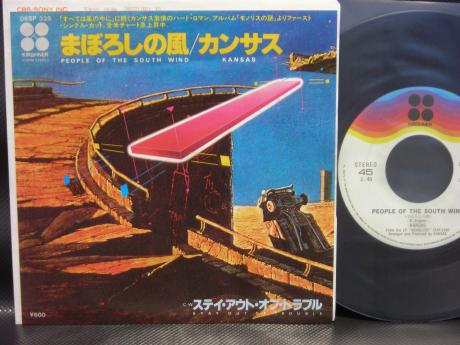 CBS/SONY INC.
06SP 335
KIRSHNER
「すべては風の中に」に続くカンサス真価のハード・ロマン。アルバム「モノリスの謎」よりファースト
・シングル・カット。全米チャート急上昇中。
まぼろしの風/カンサス
PEOPLE OF THE SOUTH WIND KANSAS
C/W ステイ・アウト・オブ・トラブル
STAY OUT OF TROUBLE
¥600
KIRSHNER
STEREO
45
PEOPLE OF THE SOUTH WIND
KANSAS